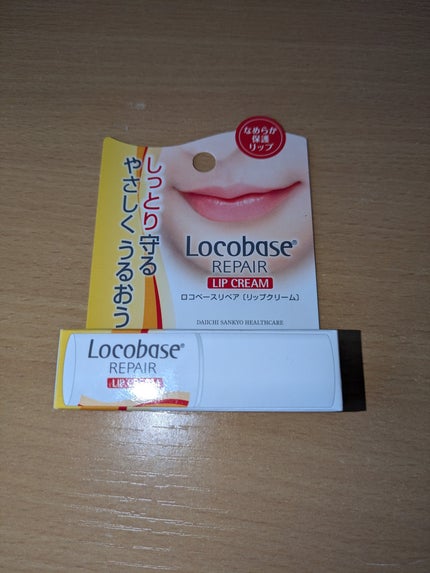 なめらか
保護
リップ
しっとり守る
やさしくうるおう
Locobase®
REPAIR
LIP CREAM
ロコベースリペア〔リップクリーム〕
DAIICHI SANKYO HEALTHCARE
Locobase®
REPAIR
LIP CREAM